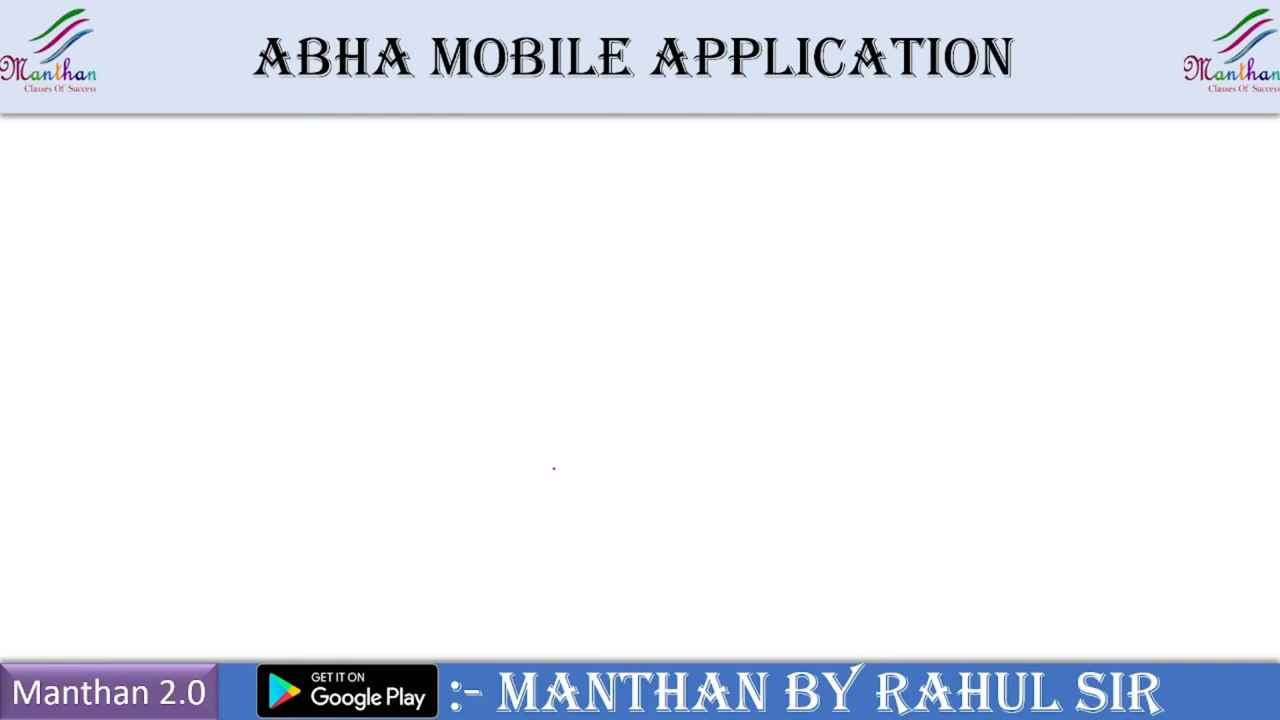 Manthan
Classes Of Success
ABHA MOBILE APPLICATION
Manthan
Classes Of Success
Manthan 2.0
GET IT ON
Google Play
:- MANTHAN BY RAHUL SIR